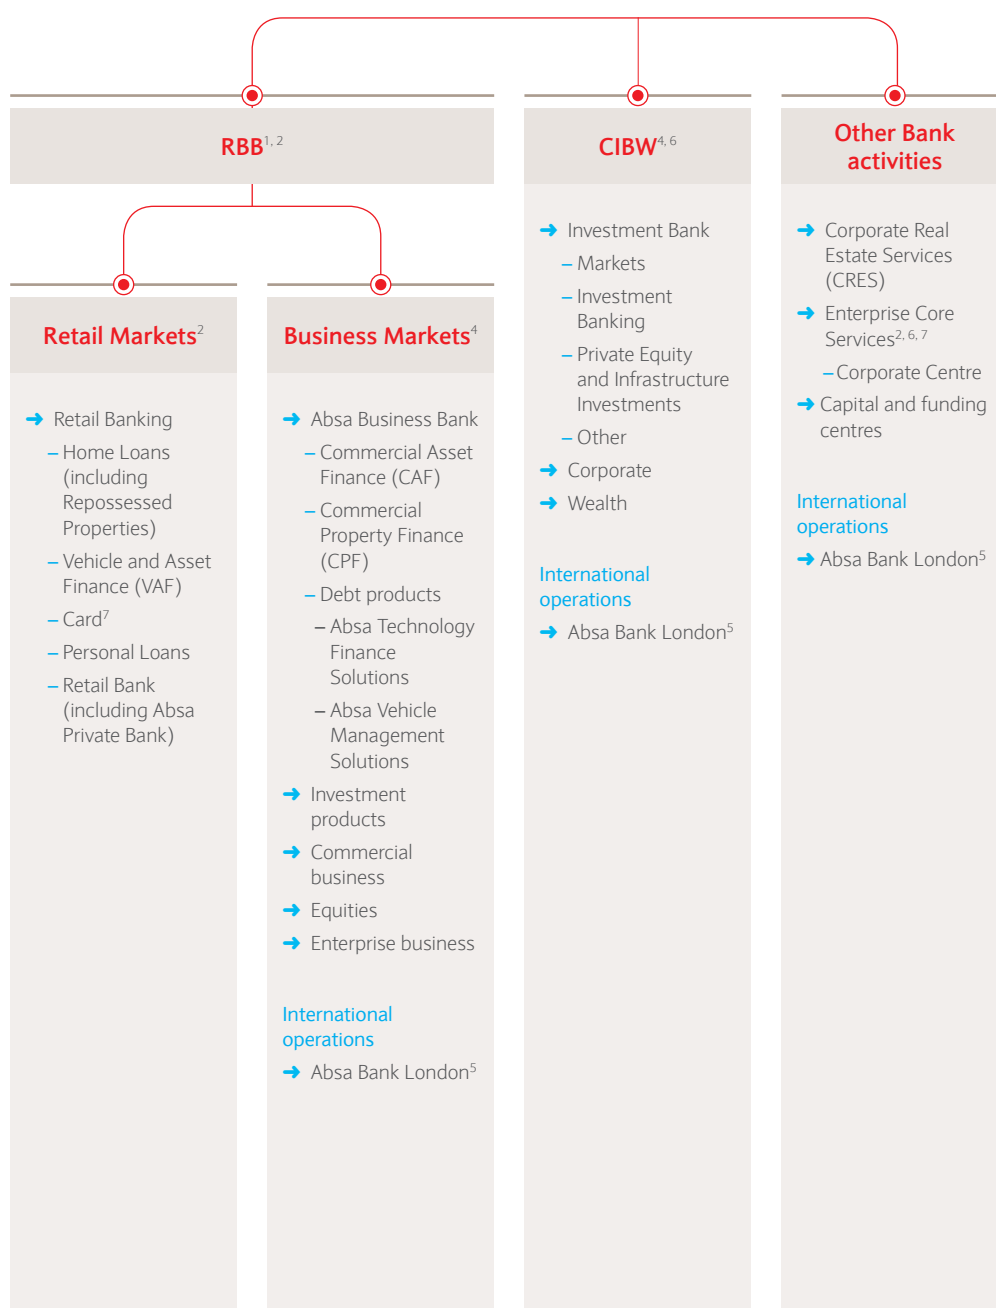 RBB1, 2
Retail Markets2
➜ Retail Banking
– Home Loans
(including
Repossessed
Properties)
– Vehicle and Asset
Finance (VAF)
– Card7
– Personal Loans
– Retail Bank
(including Absa
Private Bank)
Business Markets4
➜ Absa Business Bank
– Commercial Asset
Finance (CAF)
– Commercial
Property Finance
(CPF)
– Debt products
– Absa Technology
Finance
Solutions
– Absa Vehicle
Management
Solutions
➜ Investment
products
➜ Commercial
business
➜ Equities
➜ Enterprise business
International
operations
➜ Absa Bank London5
CIBW4, 6
➜ Investment Bank
– Markets
– Investment
Banking
– Private Equity
and Infrastructure
Investments
– Other
➜ Corporate
➜ Wealth
International
operations
➜ Absa Bank London5
Other Bank
activities
➜ Corporate Real
Estate Services
(CRES)
➜ Enterprise Core
Services2, 6, 7
– Corporate Centre
➜ Capital and funding
centres
International
operations
➜ Absa Bank London5